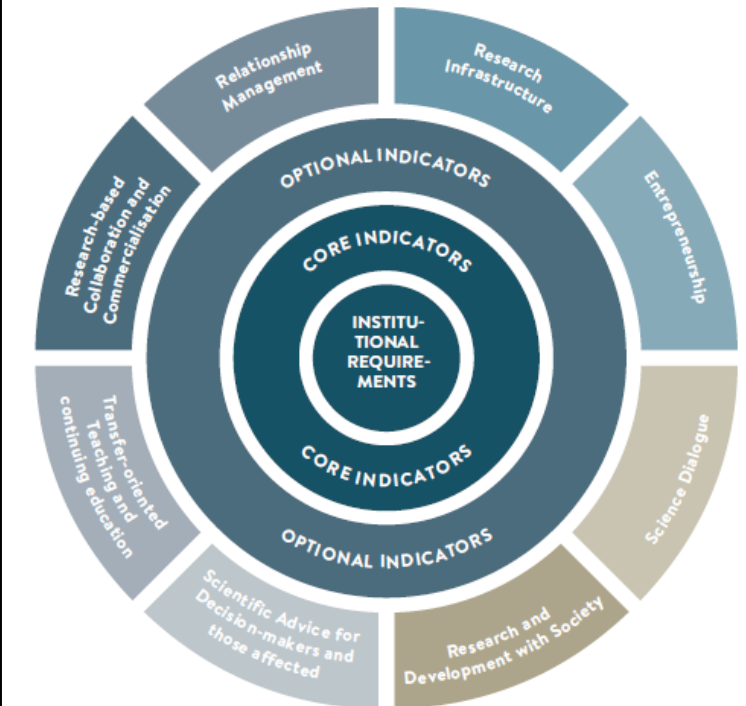 Relationship
Management
Research
Infrastructure
Entrepreneurship
Science Dialogue
Research and
Development with Society
Scientific Advice for
Decision-makers and
those affected
Transfer-oriented
Teaching and
continuing education
Research-based
Collaboration and
Commercialisation
OPTIONAL INDICATORS
CORE INDICATORS
INSTITU-
TIONAL
REQUIRE-
MENTS
CORE INDICATORS
OPTIONAL INDICATORS